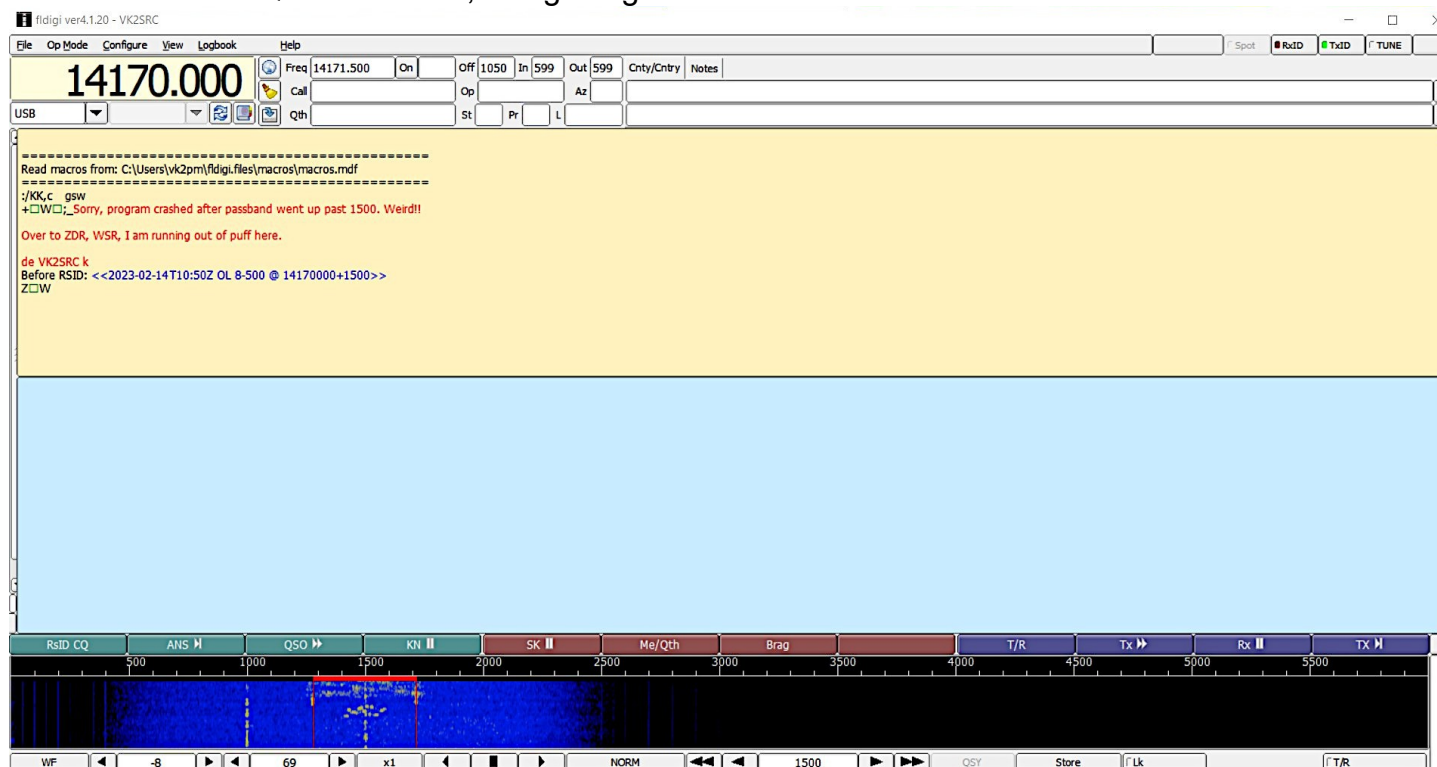 fldigi ver4.1.20 - VK2SRC
File Op Mode Configure View Logbook Help
Spot RxID TxID TUNE
14170.000
Freq 14171.500 On Off 1050 In 599 Out 599 Cnty/Cntry Notes
Call Op Az
USB
Qth St Pr L
==================================================
Read macros from: C:\Users\vk2pm\fldigi.files\macros\macros.mdf
==================================================
:/KK,c gsw
+□W□;_Sorry, program crashed after passband went up past 1500. Weird!!
Over to ZDR, WSR, I am running out of puff here.
de VK2SRC k
Before RSID: <<2023-02-14T10:50Z OL 8-500 @ 14170000+1500>>
Z□W
RsID CQ ANS QSO KN SK Me/Qth Brag T/R Tx Rx TX
500 1000 1500 2000 2500 3000 3500 4000 4500 5000 5500
WF -8 69 x1 NORM 1500 QSY Store Lk T/R